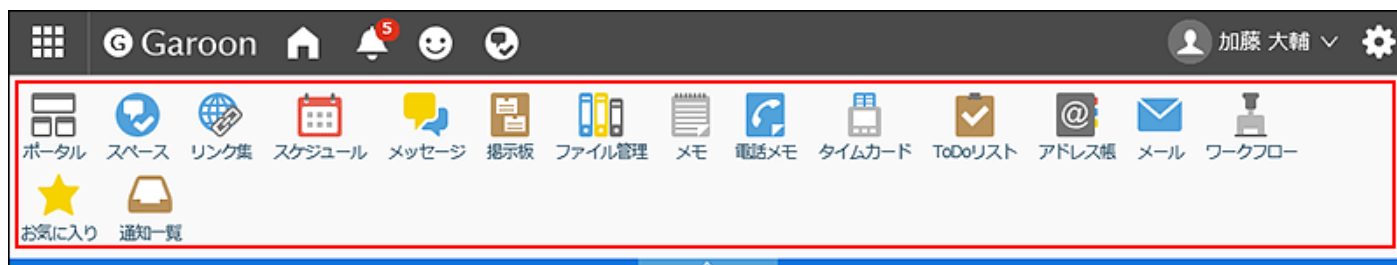 G Garoon 5 加藤 大輔
ポータル スペース リンク集 スケジュール メッセージ 掲示板 ファイル管理 メモ 電話メモ タイムカード ToDoリスト アドレス帳 メール ワークフロー
お気に入り 通知一覧